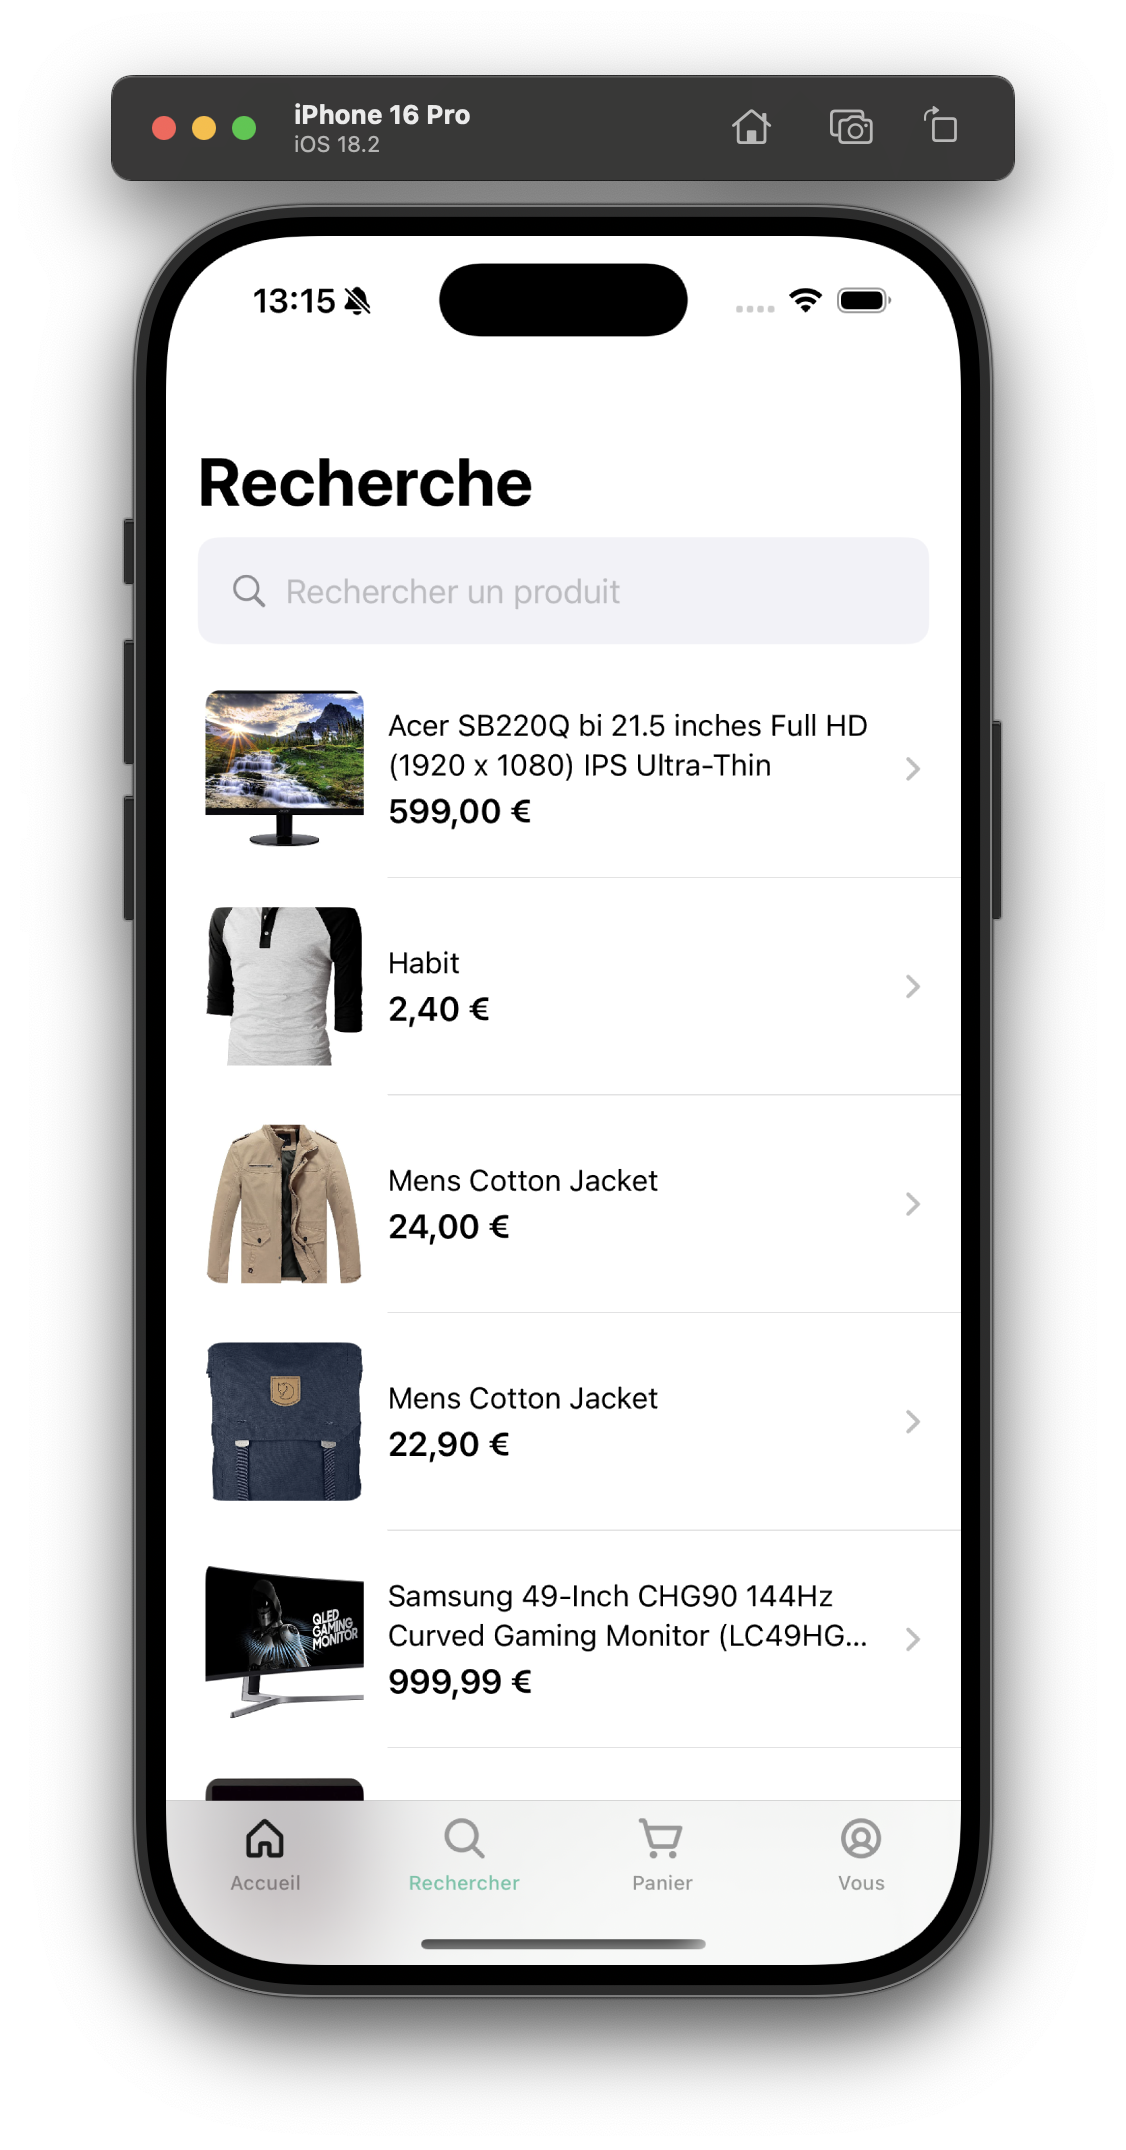 iPhone 16 Pro
iOS 18.2
13:15
Recherche
Rechercher un produit
Acer SB220Q bi 21.5 inches Full HD
(1920 x 1080) IPS Ultra-Thin
599,00 €
Habit
2,40 €
Mens Cotton Jacket
24,00 €
Mens Cotton Jacket
22,90 €
QLED
GAMING
MONITOR
Samsung 49-Inch CHG90 144Hz
Curved Gaming Monitor (LC49HG...
999,99 €
Accueil
Rechercher
Panier
Vous